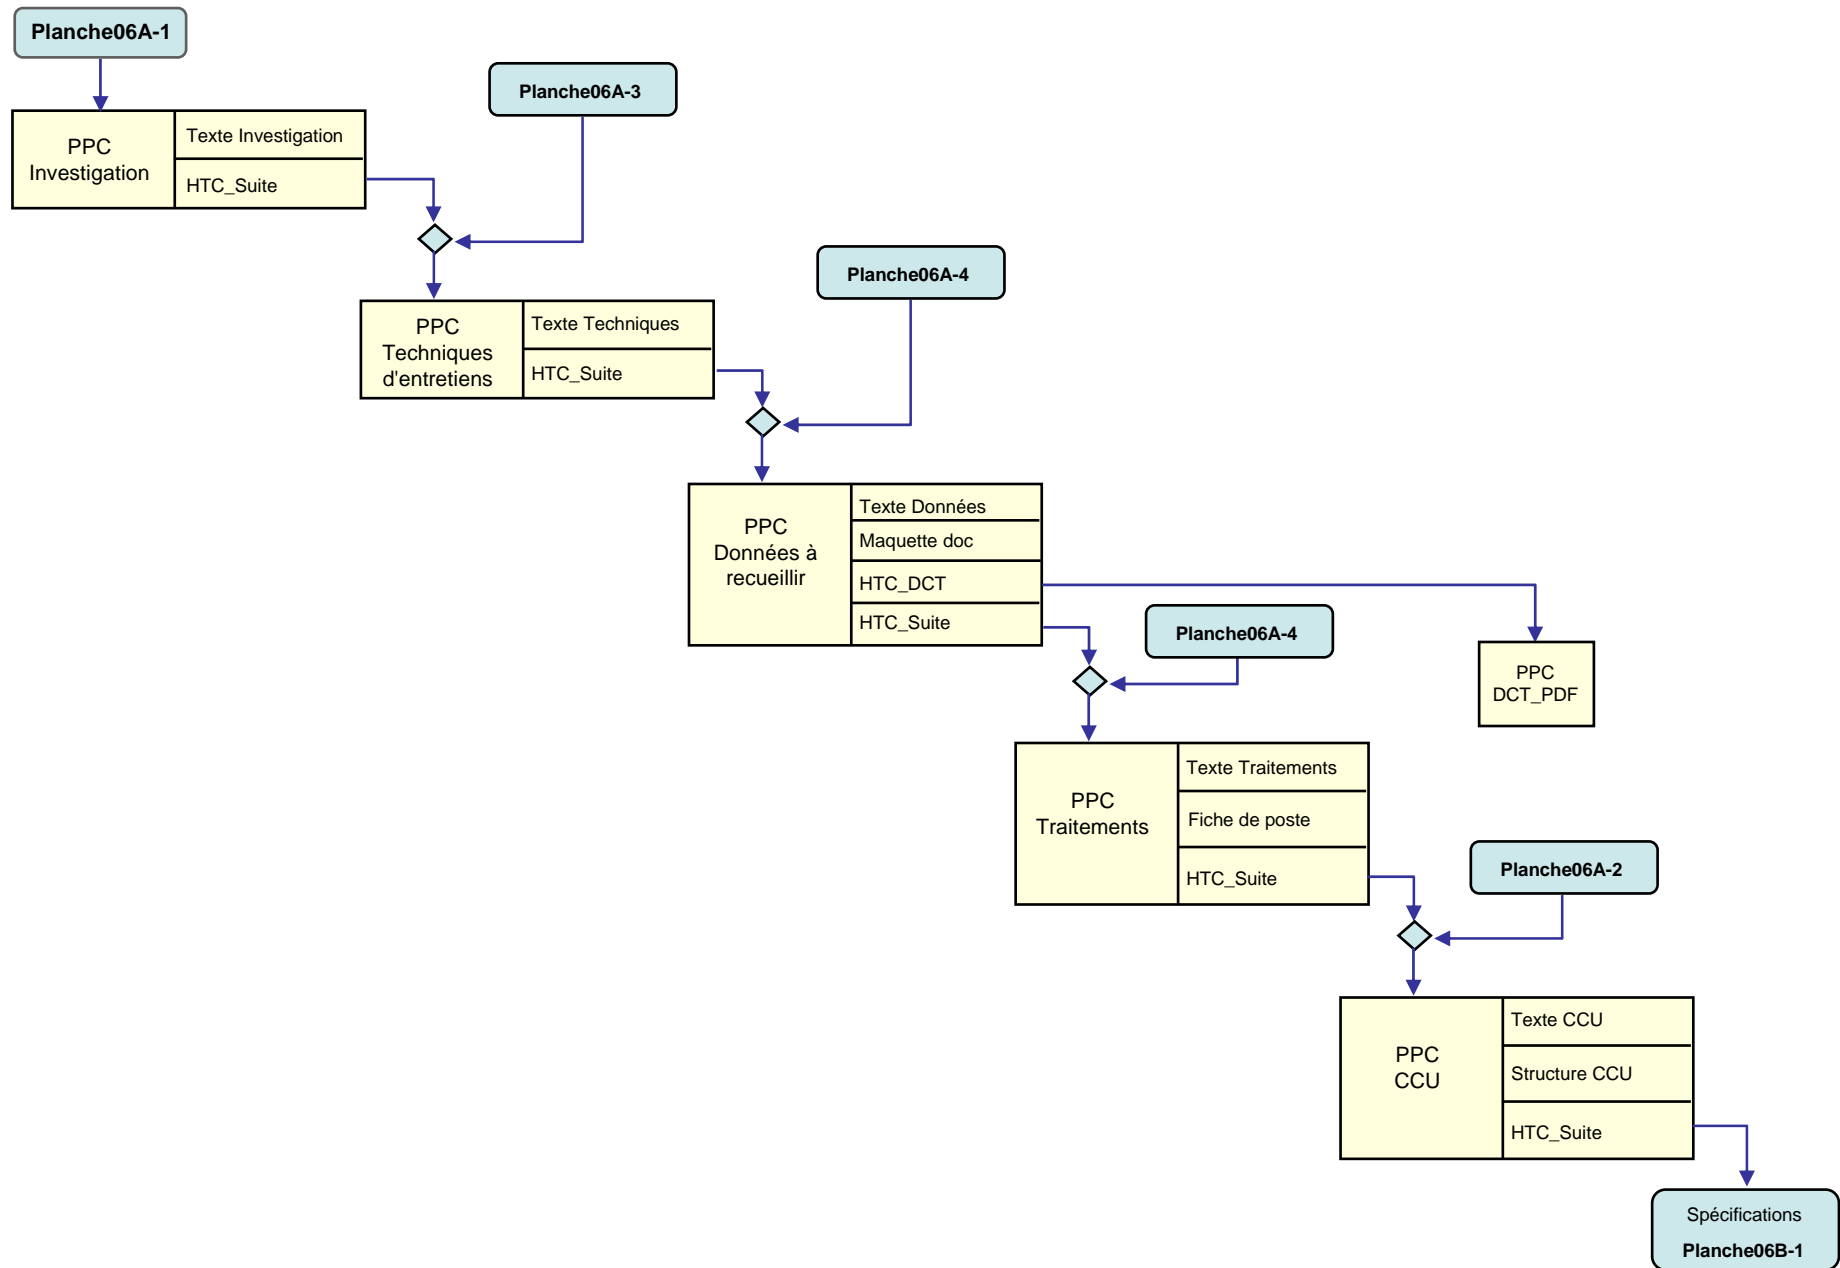 Planche06A-1
Planche06A-3
PPC
Investigation
Texte Investigation
HTC_Suite
Planche06A-4
PPC
Techniques
d'entretiens
Texte Techniques
HTC_Suite
PPC
Données à
recueillir
Texte Données
Maquette doc
HTC_DCT
HTC_Suite
Planche06A-4
PPC
DCT_PDF
PPC
Traitements
Texte Traitements
Fiche de poste
HTC_Suite
Planche06A-2
PPC
CCU
Texte CCU
Structure CCU
HTC_Suite
Spécifications
Planche06B-1